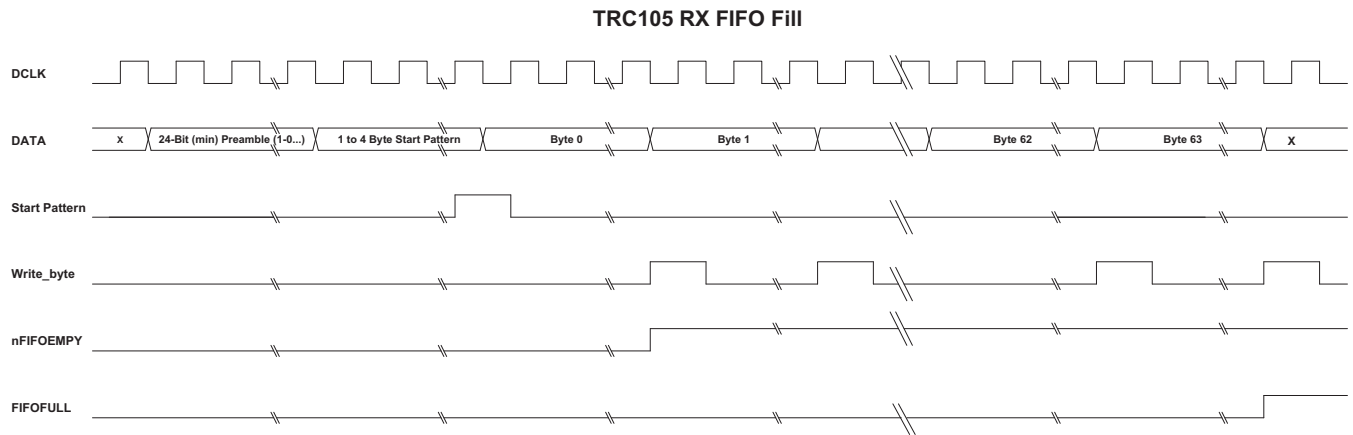 TRC105 RX FIFO Fill
DCLK
DATA x 24-Bit (min) Preamble (1-0...) 1 to 4 Byte Start Pattern Byte 0 Byte 1 Byte 62 Byte 63 X
Start Pattern
Write_byte
nFIFOEMPY
FIFOFULL